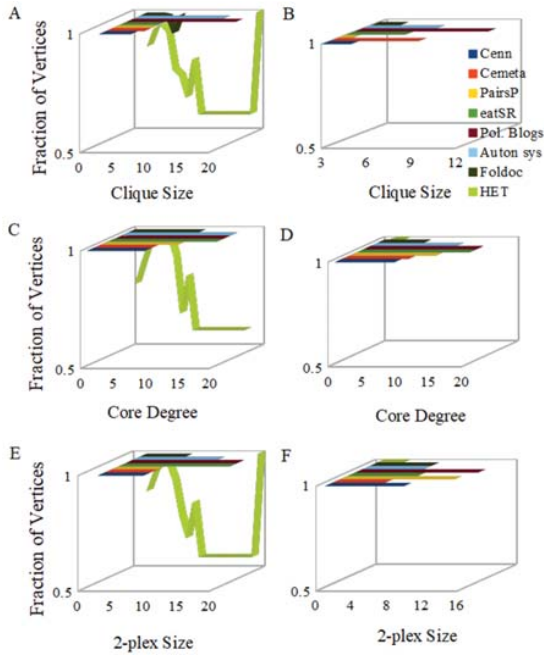 A
1
Fraction of Vertices
0.5
0 5 10 15 20
Clique Size
B
1
0.5
3 6 9 12
Clique Size
Cenn
Cemeta
PairsP
eatSR
Pol. Blogs
Auton sys
Foldoc
HET
C
1
Fraction of Vertices
0.5
0 5 10 15 20
Core Degree
D
1
0.5
0 5 10 15 20
Core Degree
E
1
Fraction of Vertices
0.5
0 5 10 15 20
2-plex Size
F
1
0.5
0 4 8 12 16
2-plex Size